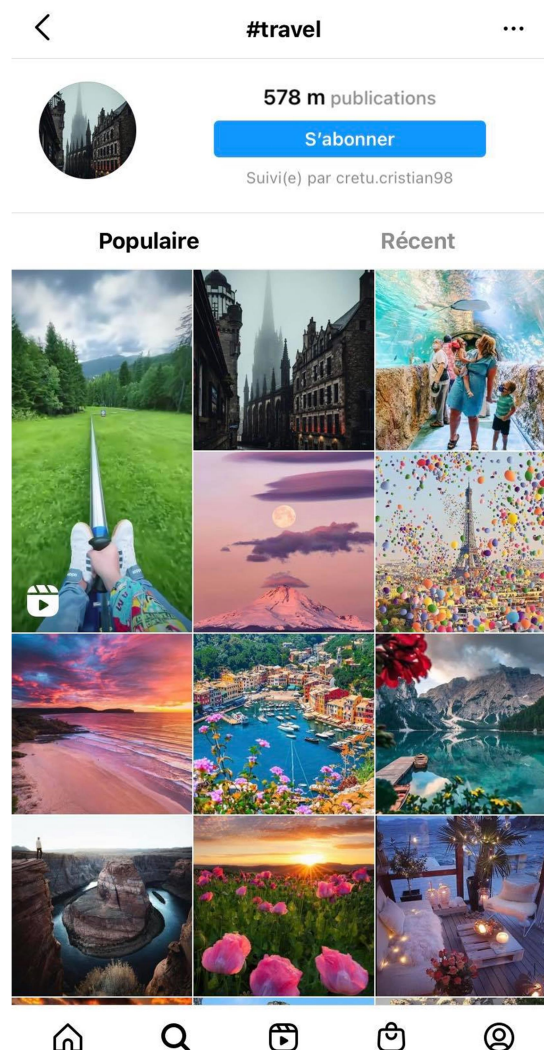 #travel
578 m publications
S’abonner
Suivi(e) par cretu.cristian98
Populaire
Récent